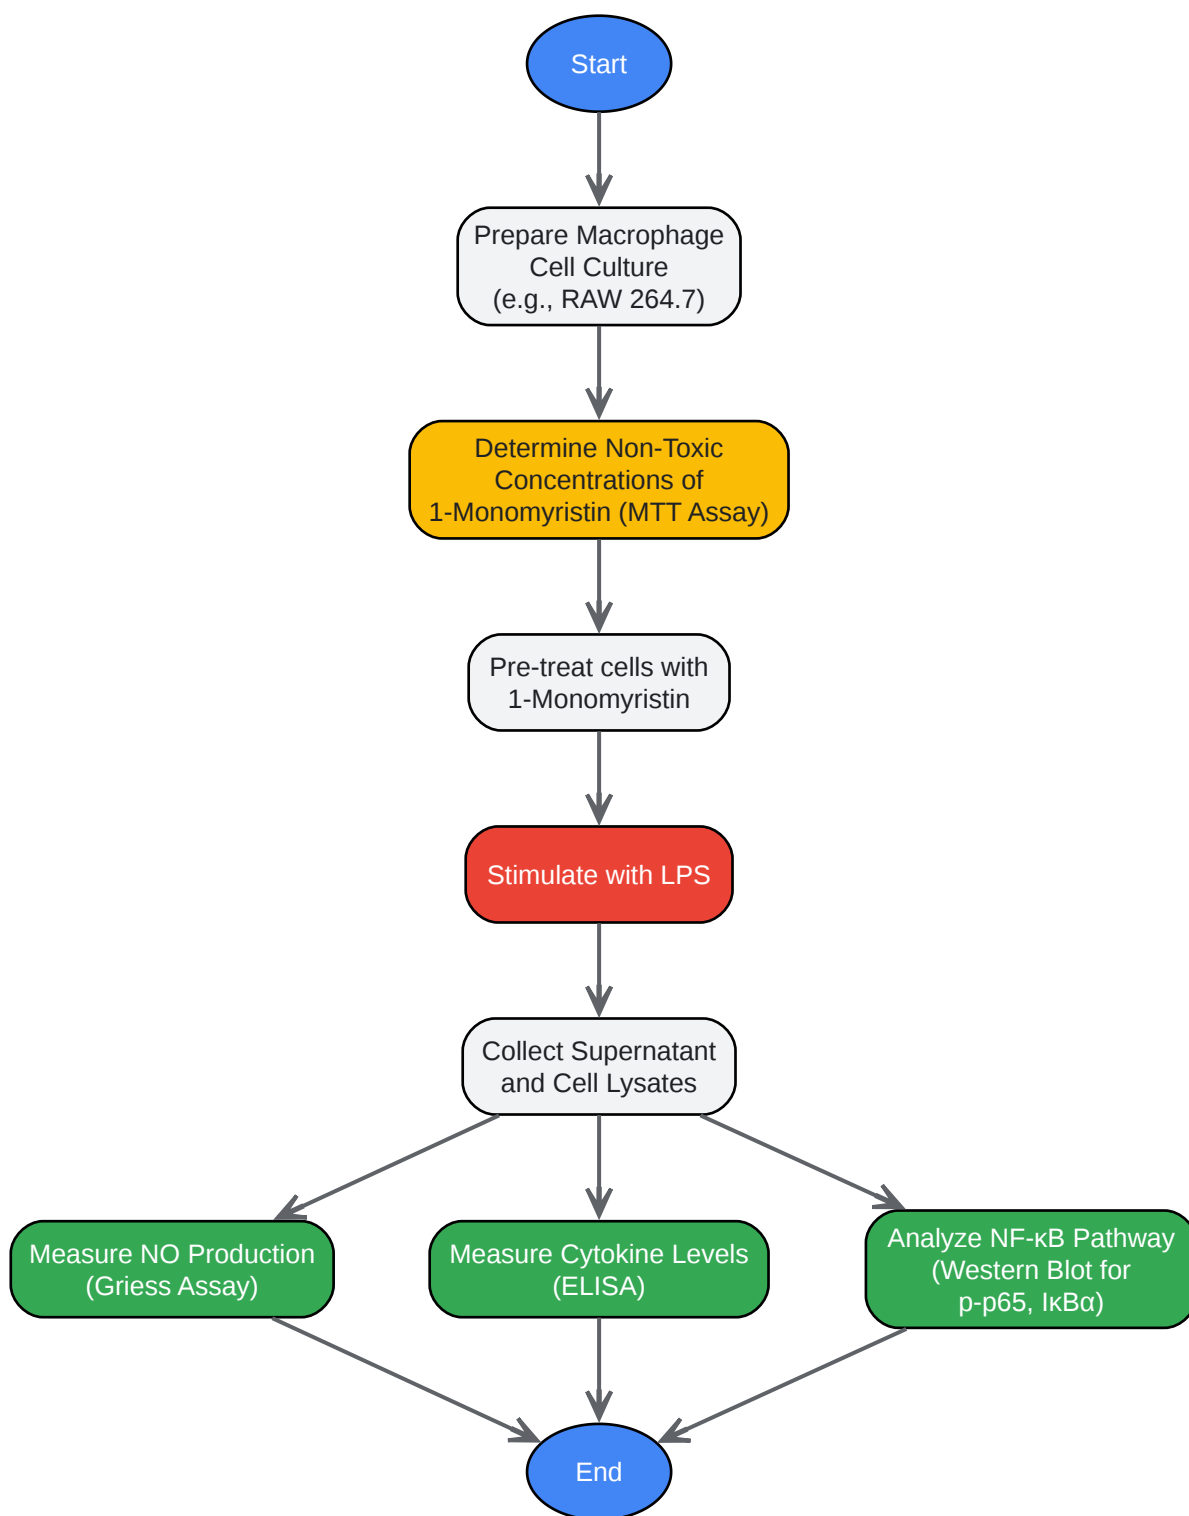 Start
Prepare Macrophage
Cell Culture
(e.g., RAW 264.7)
Determine Non-Toxic
Concentrations of
1-Monomyristin (MTT Assay)
Pre-treat cells with
1-Monomyristin
Stimulate with LPS
Collect Supernatant
and Cell Lysates
Measure NO Production
(Griess Assay)
Measure Cytokine Levels
(ELISA)
Analyze NF-κB Pathway
(Western Blot for
p-p65, IκBα)
End